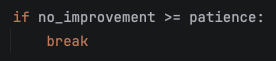 if no_improvement >= patience:
    break